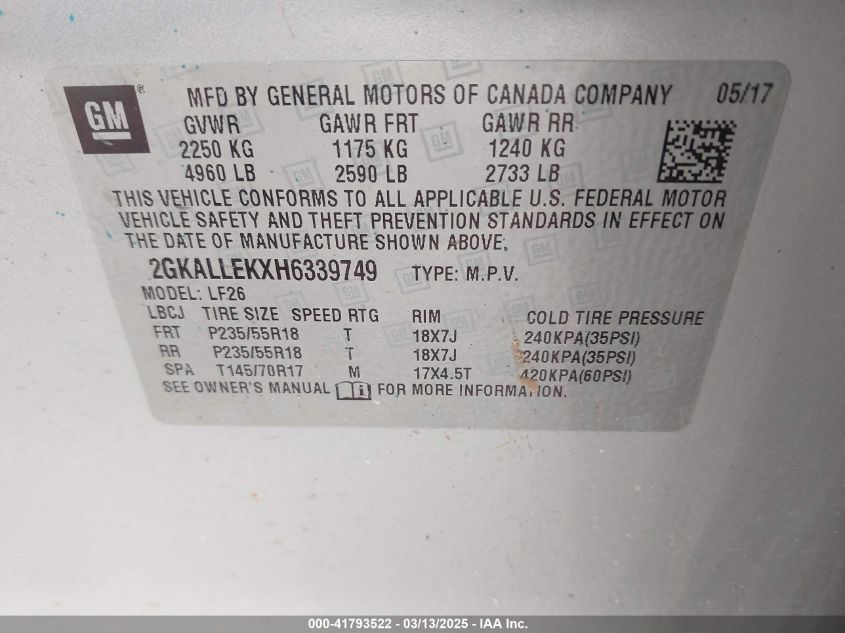 GM ® MFD BY GENERAL MOTORS OF CANADA COMPANY 05/17
GVWR GAWR FRT GAWR RR
2250 KG 1175 KG 1240 KG
4960 LB 2590 LB 2733 LB
THIS VEHICLE CONFORMS TO ALL APPLICABLE U.S. FEDERAL MOTOR
VEHICLE SAFETY AND THEFT PREVENTION STANDARDS IN EFFECT ON
THE DATE OF MANUFACTURE SHOWN ABOVE.
2GKALLEKXH6339749 TYPE: M.P.V.
MODEL: LF26
LBCJ TIRE SIZE SPEED RTG RIM COLD TIRE PRESSURE
FRT P235/55R18 T 18X7J 240KPA(35PSI)
RR P235/55R18 T 18X7J 240KPA(35PSI)
SPA T145/70R17 M 17X4.5T 420KPA(60PSI)
SEE OWNER'S MANUAL FOR MORE INFORMATION.
000-41793522 — 03/13/2025 — IAA Inc.